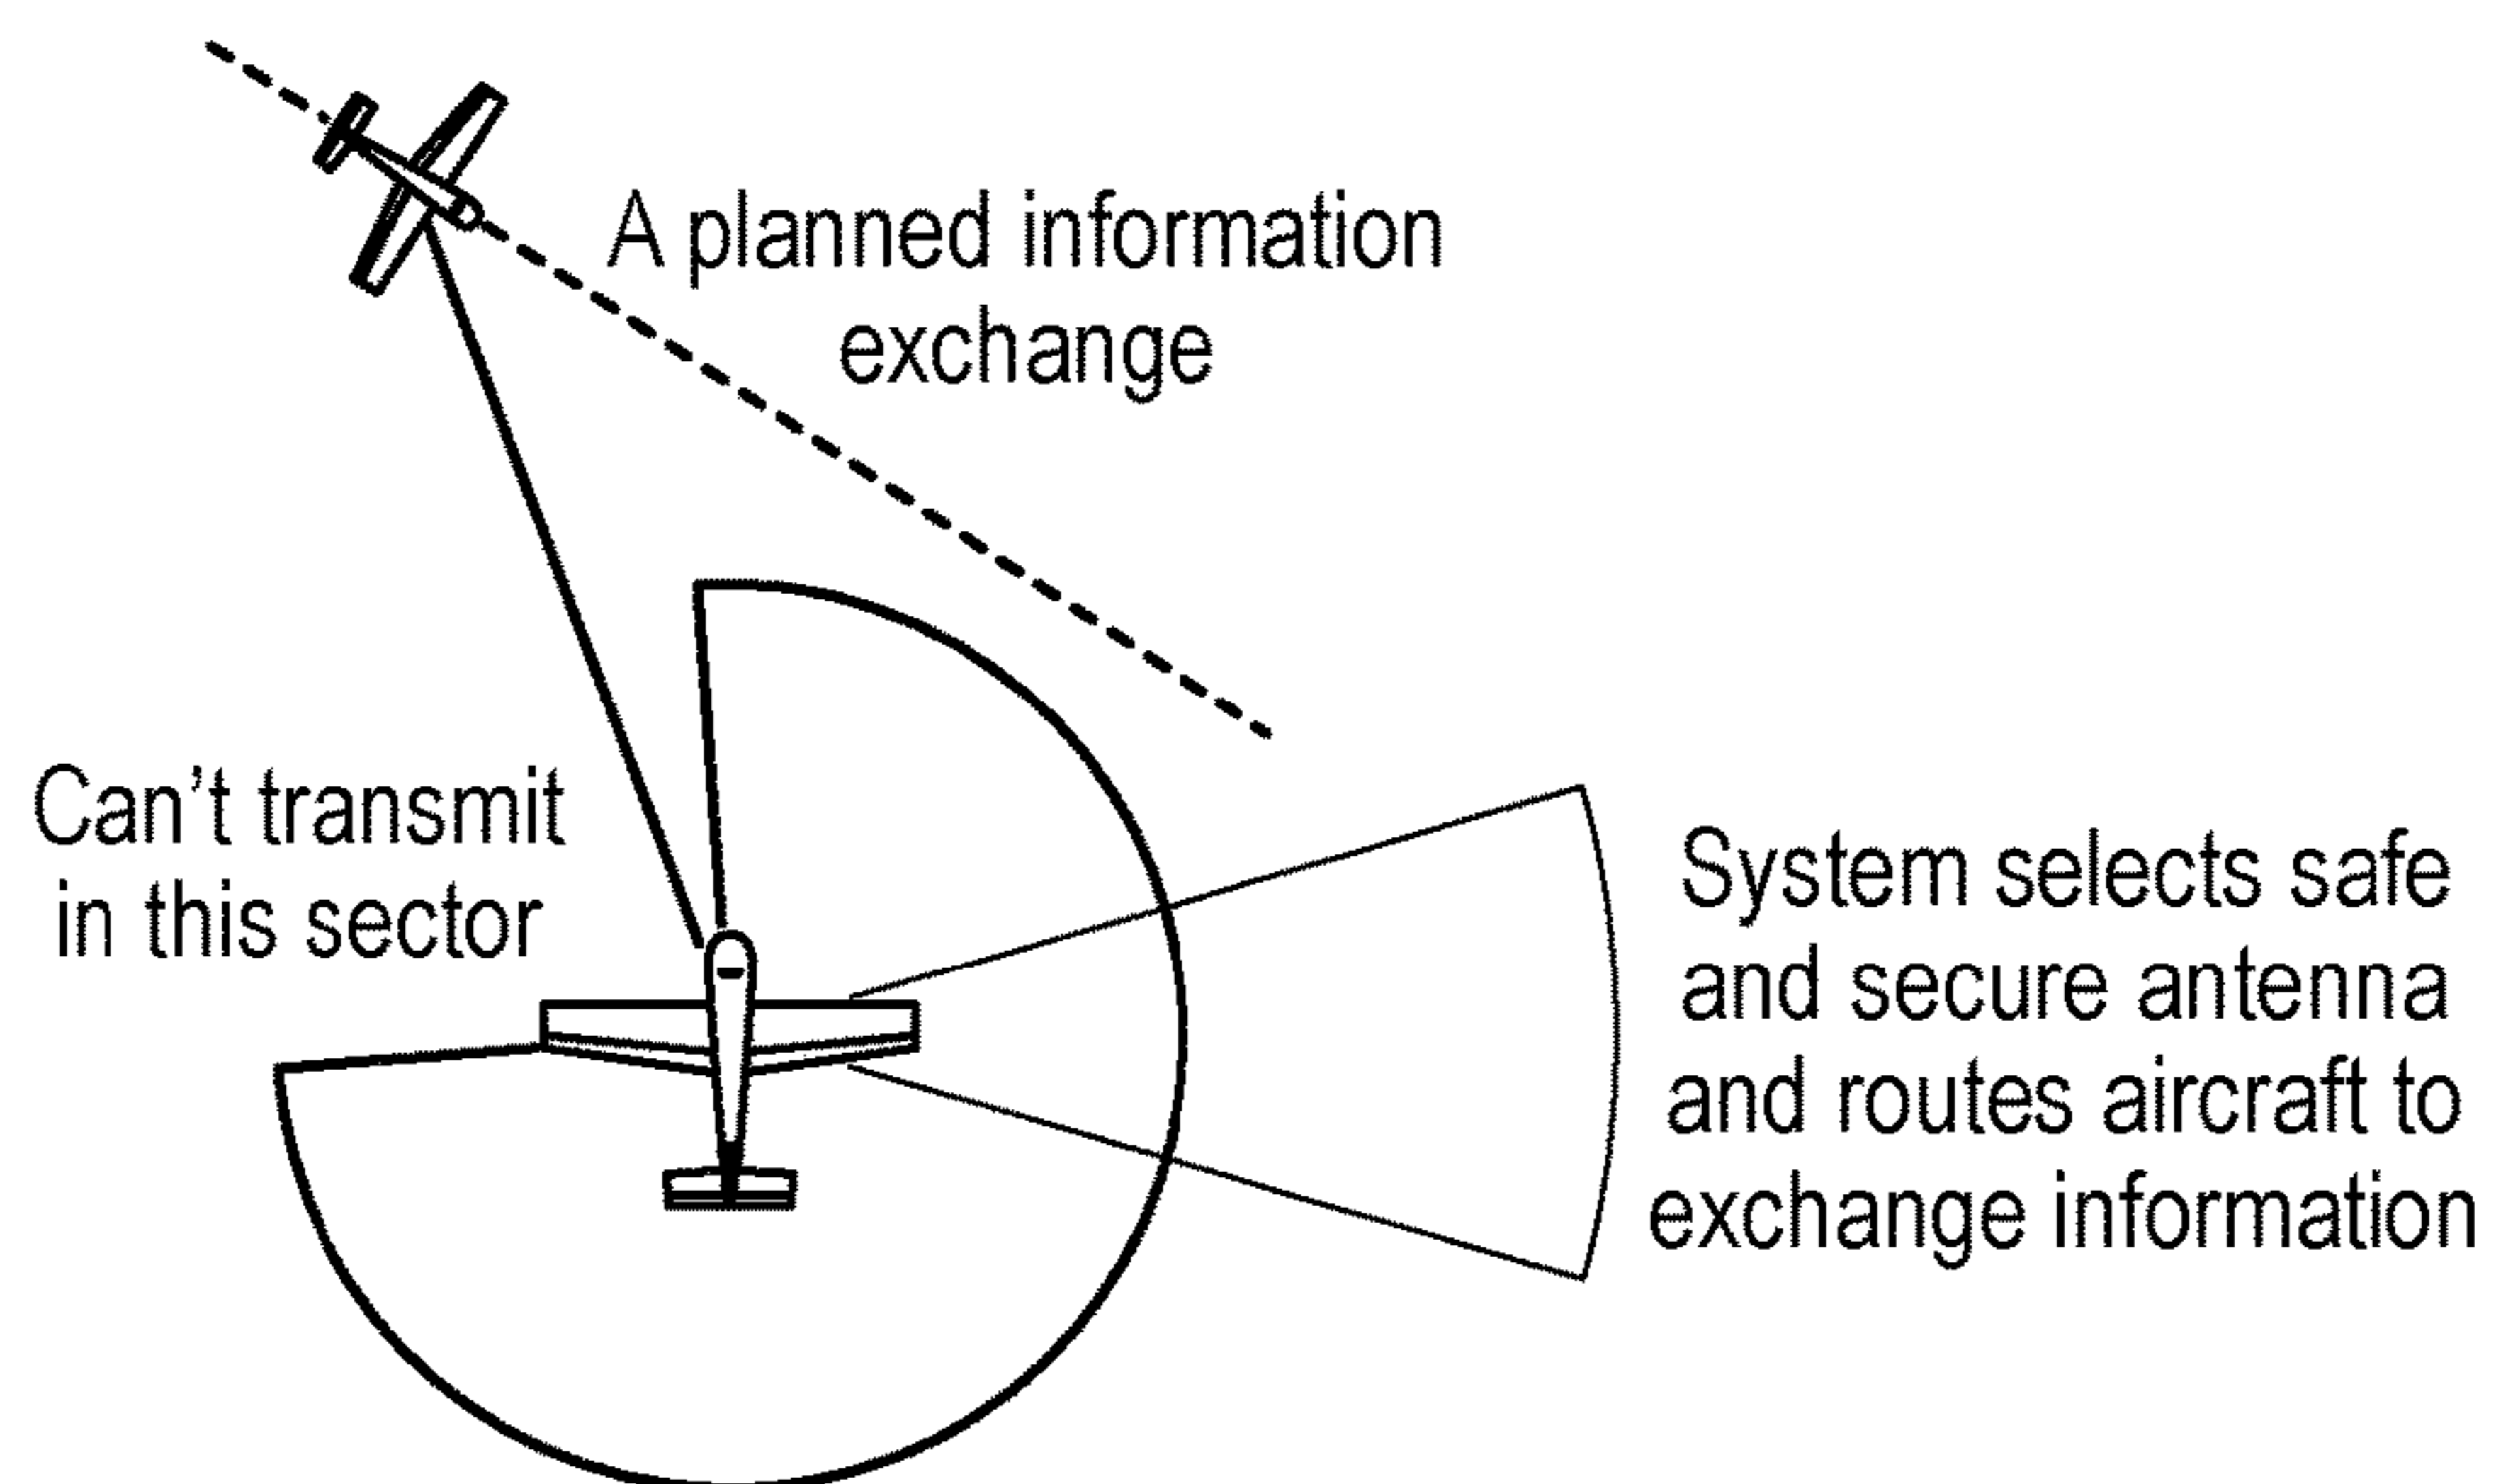 A planned information
exchange
Can't transmit
in this sector
System selects safe
and secure antenna
and routes aircraft to
exchange information